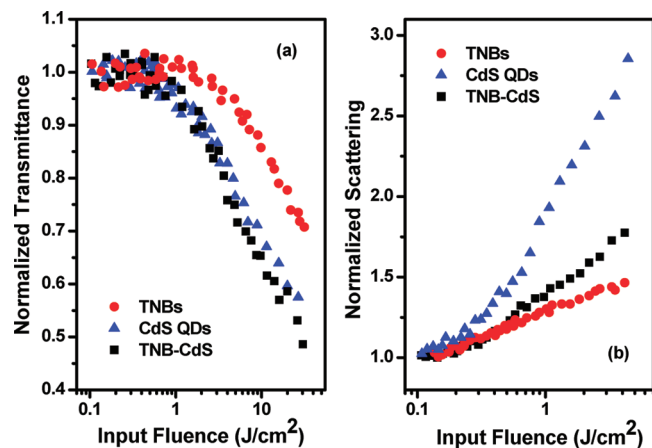 1.1
1.0
0.9
0.8
0.7
0.6
0.5
0.4
Normalized Transmittance
(a)
TNBs
CdS QDs
TNB-CdS
0.1
1
10
Input Fluence (J/cm²)
3.0
2.5
2.0
1.5
1.0
Normalized Scattering
TNBs
CdS QDs
TNB-CdS
(b)
0.1
1
Input Fluence (J/cm²)